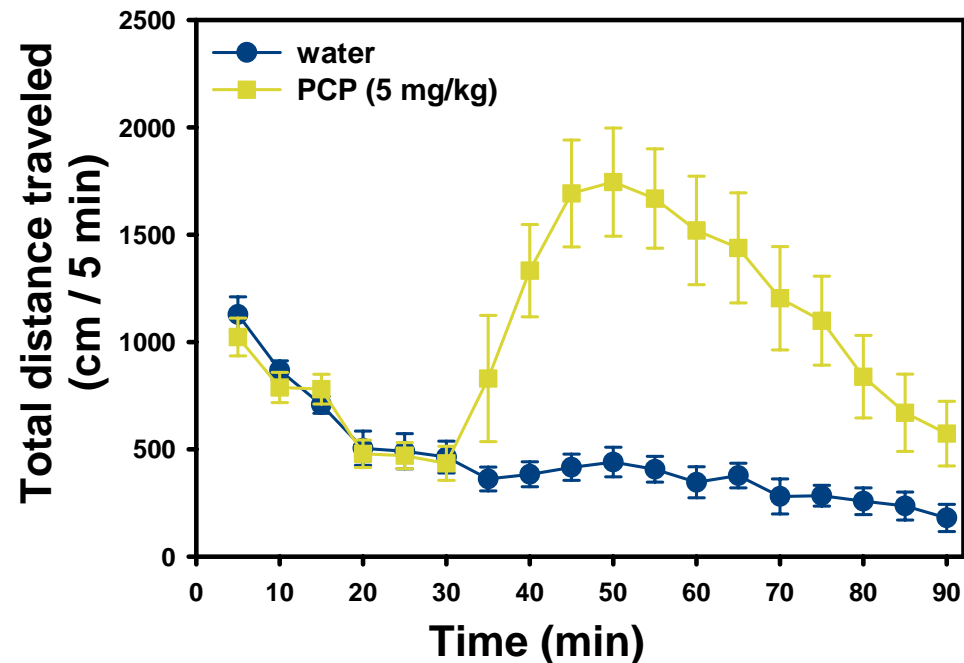 Total distance traveled
(cm / 5 min)
2500
2000
1500
1000
500
0
water
PCP (5 mg/kg)
0 10 20 30 40 50 60 70 80 90
Time (min)